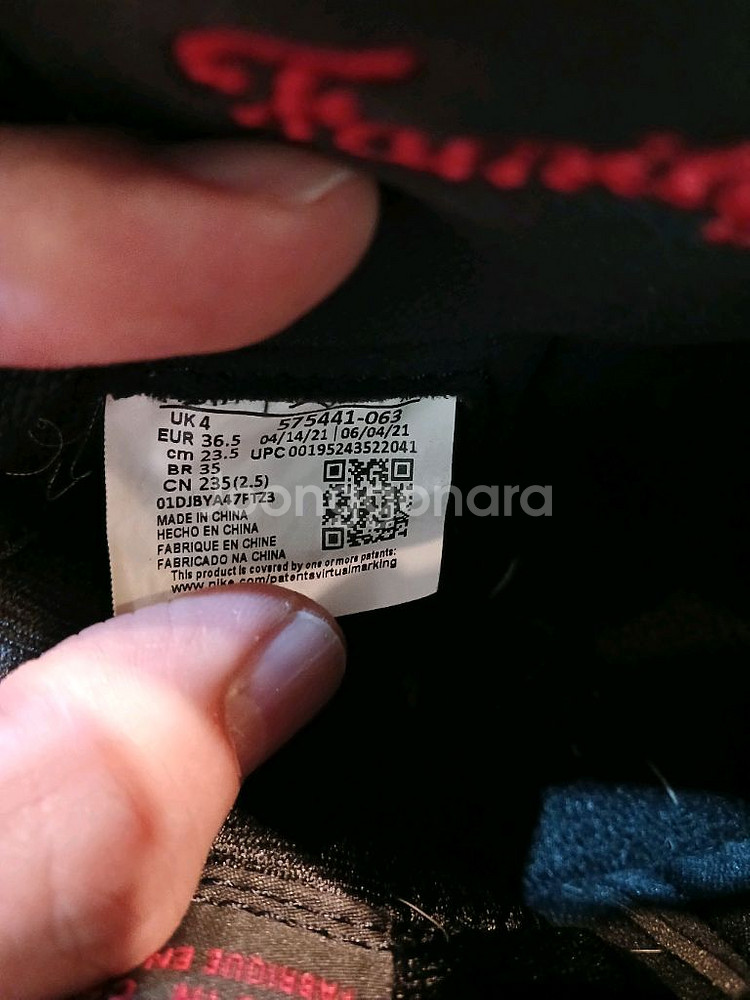 UK 4
575441-063
EUR 36.5
04/14/21 | 06/04/21
cm 23.5
UPC 00195243522041
BR 35
CN 235(2.5)
01DJBYA47FTZ3
MADE IN CHINA
HECHO EN CHINA
FABRIQUE EN CHINE
FABRICADO NA CHINA
This product is covered by one or more patents:
www.nike.com/patentsvirtualmarking
FABRIQUE EN